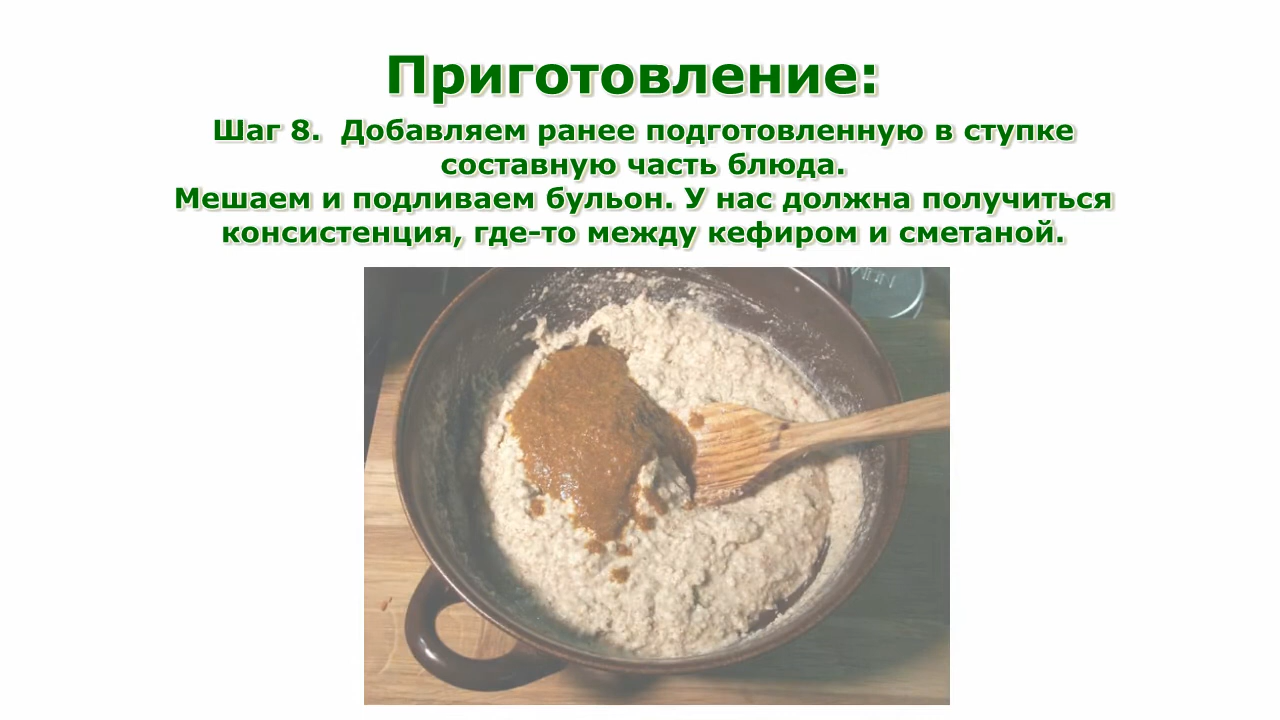 Приготовление:
Шаг 8.  Добавляем ранее подготовленную в ступке
составную часть блюда.
Мешаем и подливаем бульон. У нас должна получиться
консистенция, где-то между кефиром и сметаной.